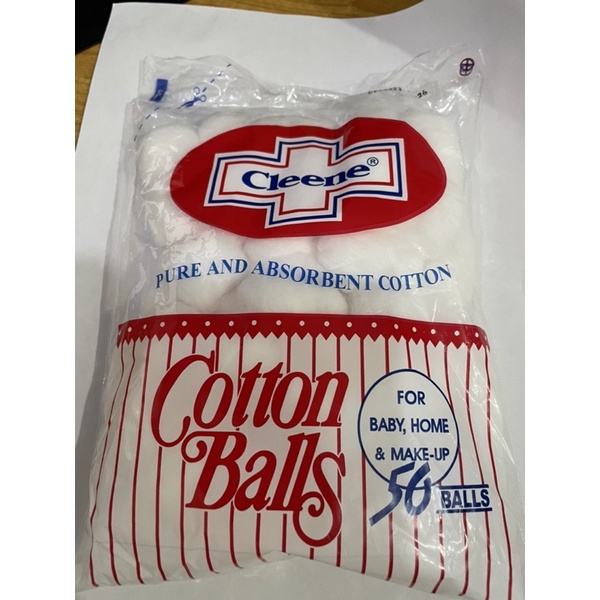 Cleene®
PURE AND ABSORBENT COTTON
Cotton
Balls
FOR
BABY, HOME
& MAKE-UP
50 BALLS